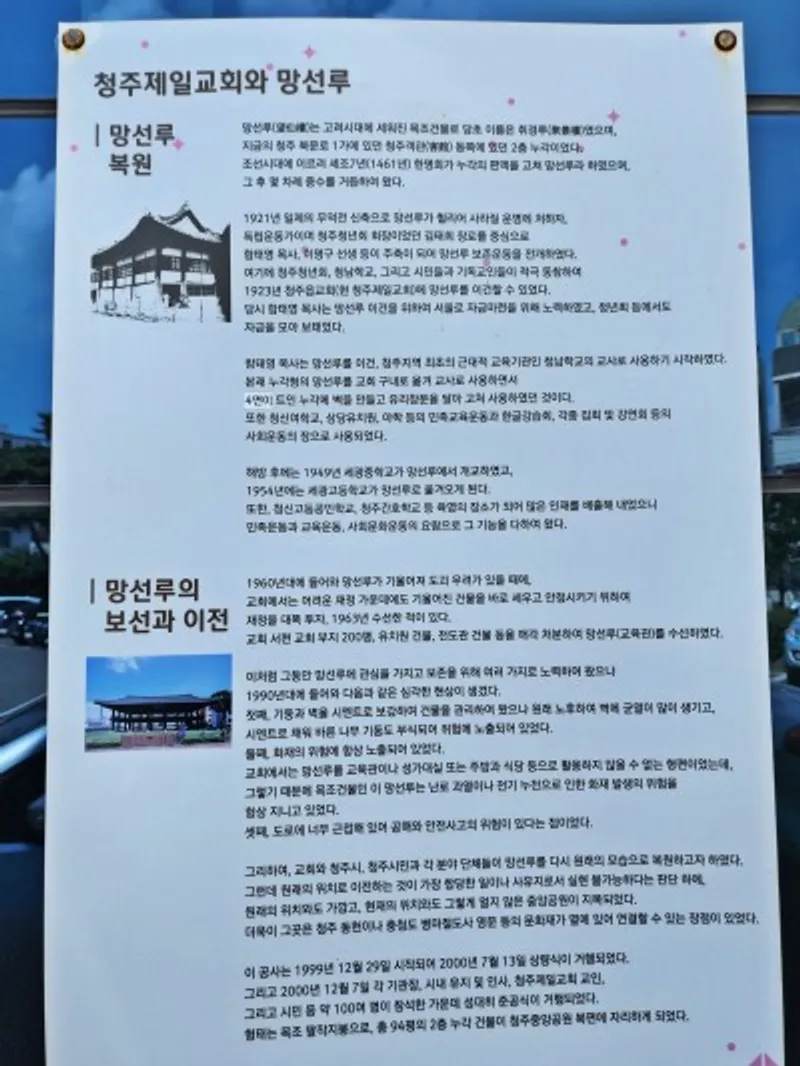 청주제일교회와 망선루
망선루
복원
망선루(望仙樓)는 고려시대에 세워진 목조건물로 당초 이름은 취경루(聚景樓)였으며,
지금의 청주 북문로 1가에 있던 청주객관(客館) 동쪽에 있던 2층 누각이었다.
조선시대에 이르러 세조7년(1461년) 한명회가 누각의 편액을 고쳐 망선루라 하였으며,
그 후 몇 차례 중수를 거듭하여 왔다.
1921년 일제의 무덕전 신축으로 망선루가 헐리어 사라질 운명에 처하자,
독립운동가이며 청주청년회 회장이었던 김태희 장로를 중심으로
함태영 목사, 이명구 선생 등이 주축이 되어 망선루 보존운동을 전개하였다.
여기에 청주청년회, 청남학교, 그리고 시민들과 기독교인들이 적극 동참하여
1923년 청주읍교회(현 청주제일교회)에 망선루를 이건할 수 있었다.
당시 함태영 목사는 망선루 이건을 위하여 서울로 자금마련을 위해 노력하였고, 청년회 등에서도
자금을 모아 보태었다.
함태영 목사는 망선루를 이건, 청주지역 최초의 근대적 교육기관인 청남학교의 교사로 사용하기 시작하였다.
본래 누각형의 망선루를 교회 구내로 옮겨 교사로 사용하면서
4면이 트인 누각에 벽을 만들고 유리창문을 달아 고쳐 사용하였던 것이다.
또한 청신여학교, 상당유치원, 야학 등의 민족교육운동과 한글강습회, 각종 집회 및 강연회 등의
사회운동의 장으로 사용되었다.
해방 후에는 1949년 세광중학교가 망선루에서 개교하였고,
1954년에는 세광고등학교가 망선루로 옮겨오게 된다.
또한, 청신고등공민학교, 청주간호학교 등 육영의 장소가 되어 많은 인재를 배출해 내었으니
민족운동과 교육운동, 사회문화운동의 요람으로 그 기능을 다하여 왔다.
망선루의
보선과 이전
1960년대에 들어와 망선루가 기울어져 도괴 우려가 있을 때에,
교회에서는 어려운 재정 가운데에도 기울어진 건물을 바로 세우고 안정시키기 위하여
재정을 대폭 투자, 1963년 수선한 적이 있다.
교회 서편 교회 부지 200평, 유치원 건물, 전도관 건물 등을 매각 처분하여 망선루(교육관)를 수선하였다.
이처럼 그동안 망선루에 관심을 가지고 보존을 위해 여러 가지로 노력하여 왔으나
1990년대에 들어와 다음과 같은 심각한 현상이 생겼다.
첫째, 기둥과 벽을 시멘트로 보강하여 건물을 관리하여 왔으나 원래 노후하여 벽에 균열이 많이 생기고,
시멘트로 채워 바른 나무 기둥도 부식되어 위험에 노출되어 있었다.
둘째, 화재의 위험에 항상 노출되어 있었다.
교회에서는 망선루를 교육관이나 성가대실 또는 주방과 식당 등으로 활동하지 않을 수 없는 형편이었는데,
그렇기 때문에 목조건물인 이 망선루는 난로 과열이나 전기 누전으로 인한 화재 발생의 위험을
항상 지니고 있었다.
셋째, 도로에 너무 근접해 있어 공해와 안전사고의 위험이 있다는 점이었다.
그리하여, 교회와 청주시, 청주시민과 각 분야 단체들이 망선루를 다시 원래의 모습으로 복원하고자 하였다.
그런데 원래의 위치로 이전하는 것이 가장 합당한 일이나 사유지로서 실현 불가능하다는 판단 하에,
원래의 위치와도 가깝고, 현재의 위치와도 그렇게 멀지 않은 중앙공원이 지목되었다.
더욱이 그곳은 청주 동헌이나 충청도 병마절도사 영문 등의 문화재가 옆에 있어 연결할 수 있는 장점이 있었다.
이 공사는 1999년 12월 29일 시작되어 2000년 7월 13일 상량식이 거행되었다.
그리고 2000년 12월 7일 각 기관장, 시내 유지 및 인사, 청주제일교회 교인,
그리고 시민 등 약 100여 명이 참석한 가운데 성대히 준공식이 거행되었다.
형태는 목조 팔작지붕으로, 총 94평의 2층 누각 건물이 청주중앙공원 북편에 자리하게 되었다.